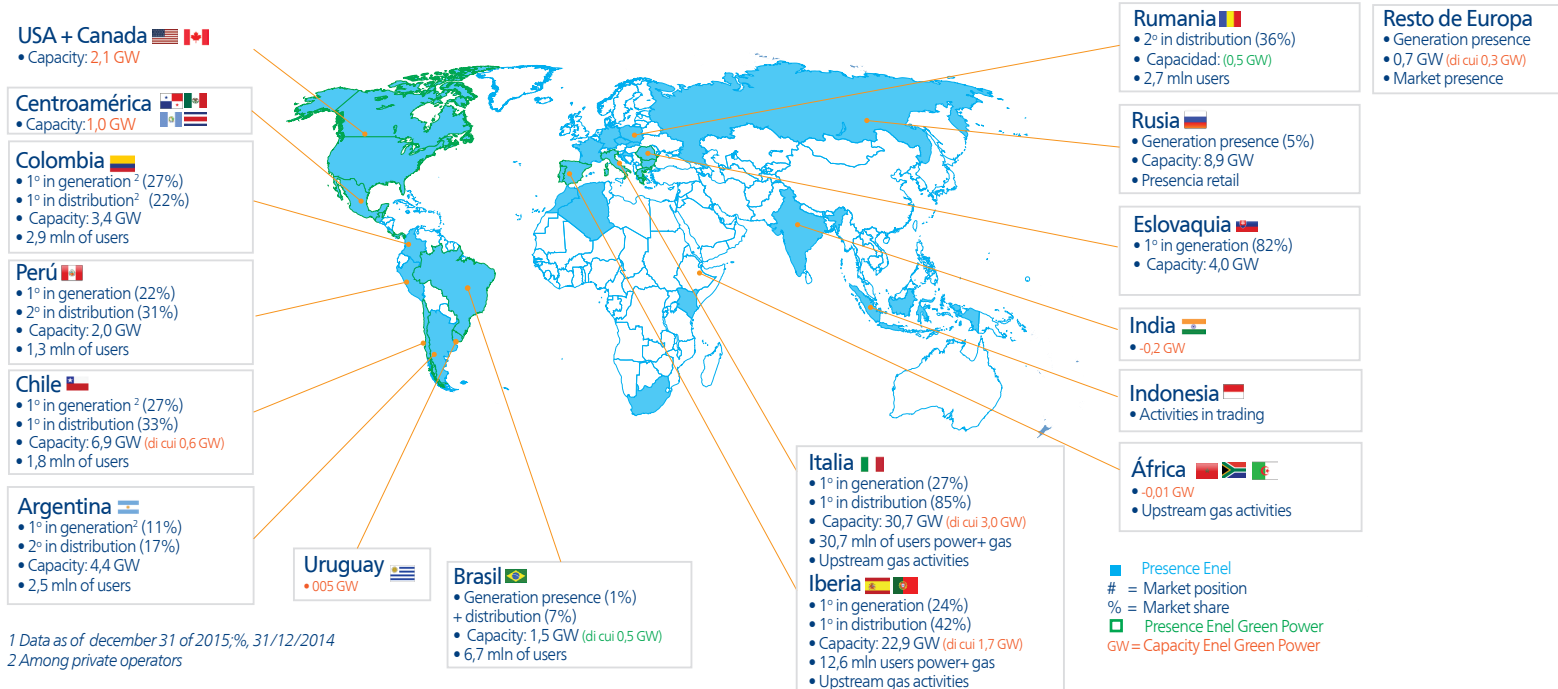 USA + Canada
• Capacity: 2,1 GW
Centroamérica
• Capacity: 1,0 GW
Colombia
• 1º in generation ² (27%)
• 1º in distribution² (22%)
• Capacity: 3,4 GW
• 2,9 mln of users
Perú
• 1º in generation (22%)
• 2º in distribution (31%)
• Capacity: 2,0 GW
• 1,3 mln of users
Chile
• 1º in generation ² (27%)
• 1º in distribution (33%)
• Capacity: 6,9 GW (di cui 0,6 GW)
• 1,8 mln of users
Argentina
• 1º in generation² (11%)
• 2º in distribution (17%)
• Capacity: 4,4 GW
• 2,5 mln of users
Uruguay
• 005 GW
Brasil
• Generation presence (1%)
+ distribution (7%)
• Capacity: 1,5 GW (di cui 0,5 GW)
• 6,7 mln of users
Italia
• 1º in generation (27%)
• 1º in distribution (85%)
• Capacity: 30,7 GW (di cui 3,0 GW)
• 30,7 mln of users power+ gas
• Upstream gas activities
Iberia
• 1º in generation (24%)
• 1º in distribution (42%)
• Capacity: 22,9 GW (di cui 1,7 GW)
• 12,6 mln users power+ gas
• Upstream gas activities
Rumania
• 2º in distribution (36%)
• Capacidad: (0,5 GW)
• 2,7 mln users
Resto de Europa
• Generation presence
• 0,7 GW (di cui 0,3 GW)
• Market presence
Rusia
• Generation presence (5%)
• Capacity: 8,9 GW
• Presencia retail
Eslovaquia
• 1º in generation (82%)
• Capacity: 4,0 GW
India
• -0,2 GW
Indonesia
• Activities in trading
África
• -0,01 GW
• Upstream gas activities
Presence Enel
# = Market position
% = Market share
Presence Enel Green Power
GW = Capacity Enel Green Power
1 Data as of december 31 of 2015;%, 31/12/2014
2 Among private operators